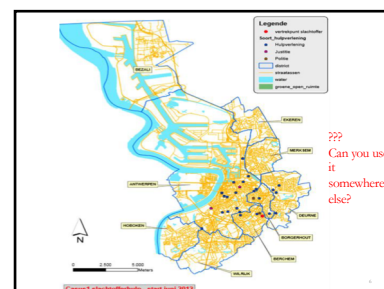 Legende
vertrekpunt slachtoffer
Soort_hulpverlening
Hulpverlening
Justitie
Politie
district
straatassen
water
groene_open_ruimte
BEZALI
EKEREN
MERKSEM
ANTWERPEN
DEURNE
HOBOKEN
BORGERHOUT
BERCHEM
WILRIJK
N
0
2.500
5.000
Meters
???
Can you use
it
somewhere
else?